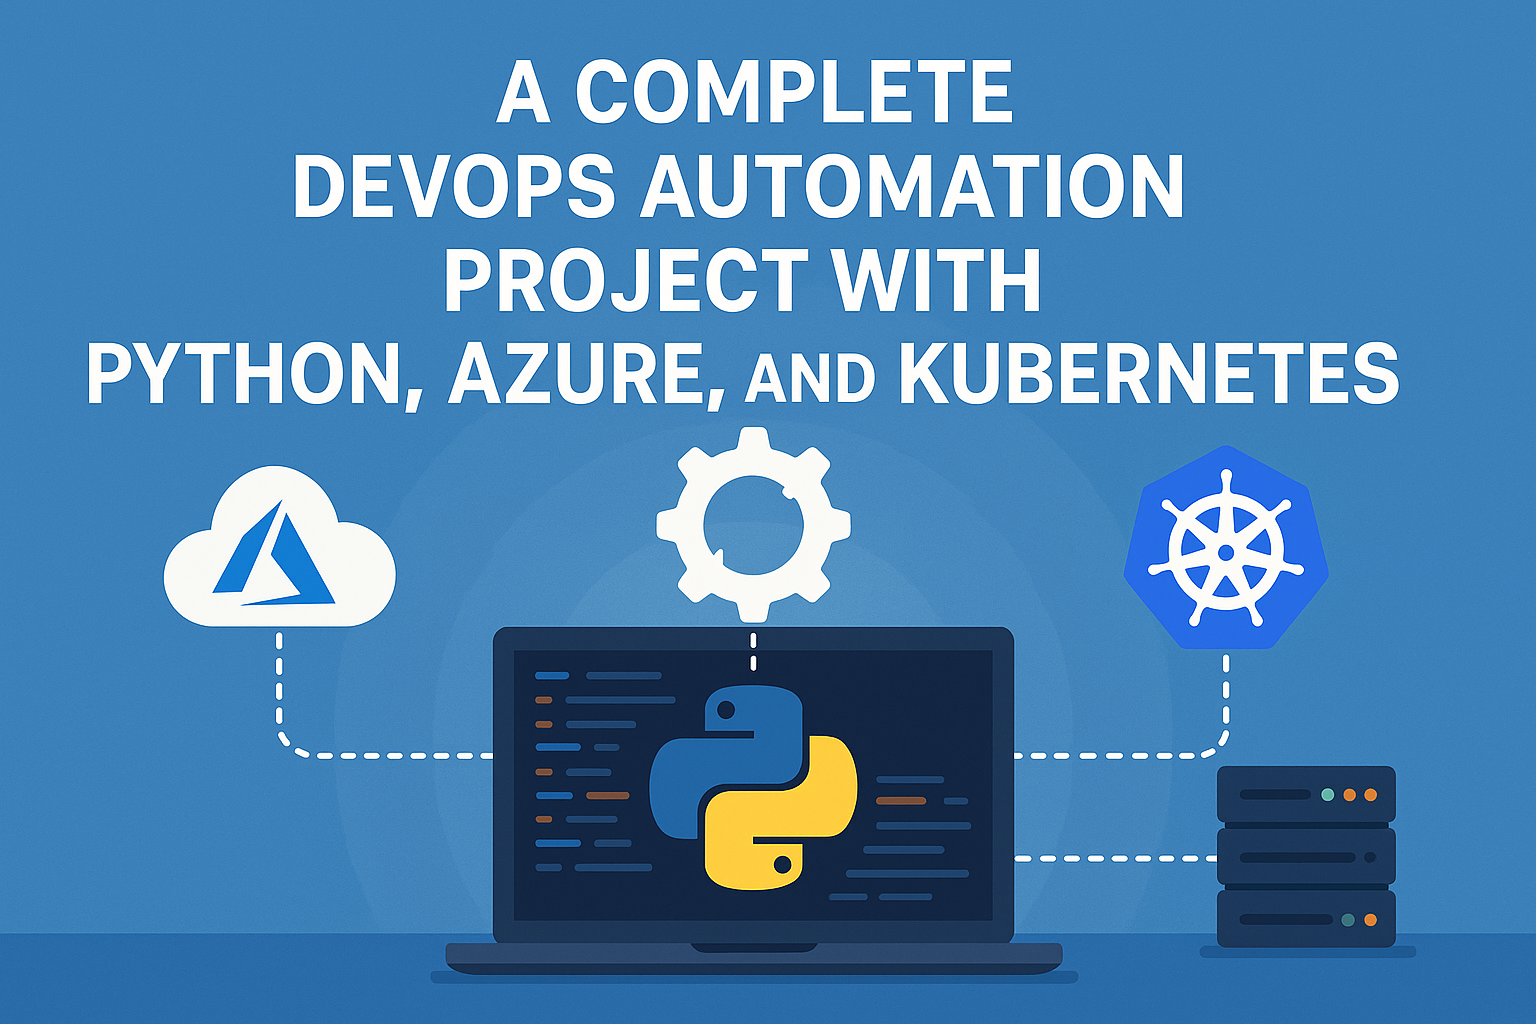 A COMPLETE
DEVOPS AUTOMATION
PROJECT WITH
PYTHON, AZURE, AND KUBERNETES